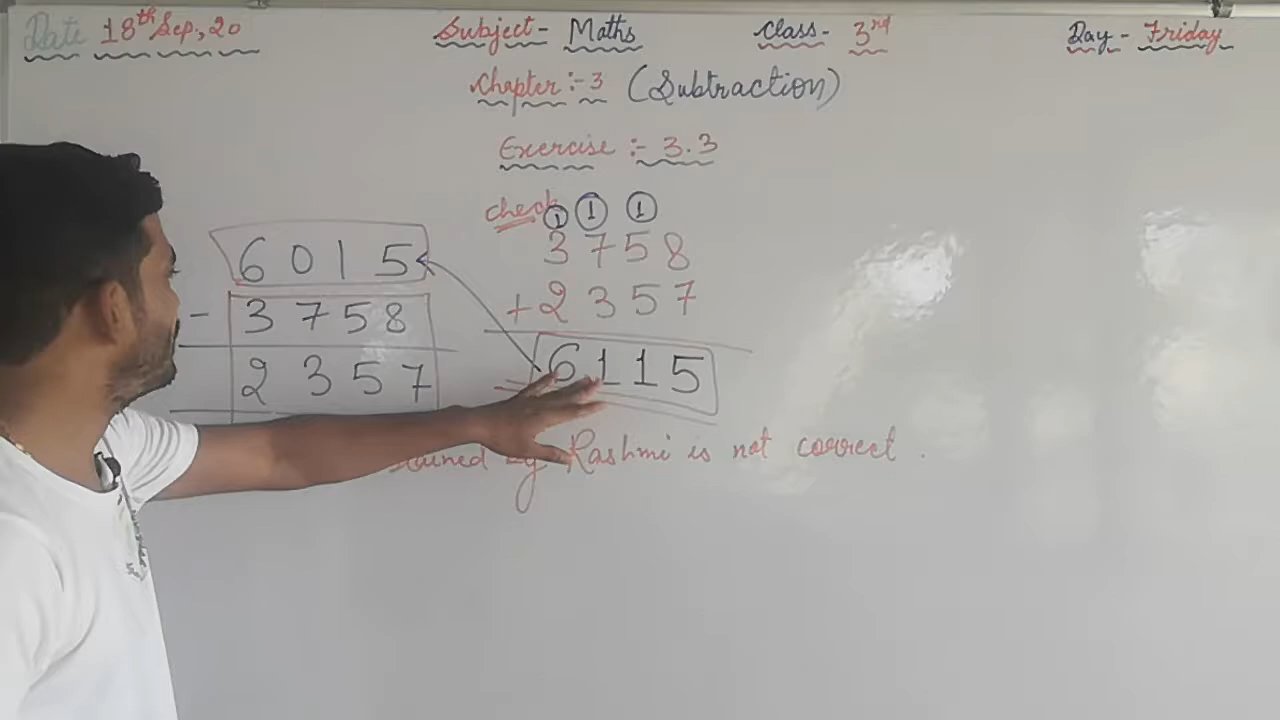 Date 18th Sep, 20 Subject- Maths Class- 3rd Day- Friday
Chapter :- 3 (Subtraction)
Exercise :- 3.3
check
1 1 1
6015
3758
- 3758
+ 2357
2357
6115
by Rashmi is not correct.